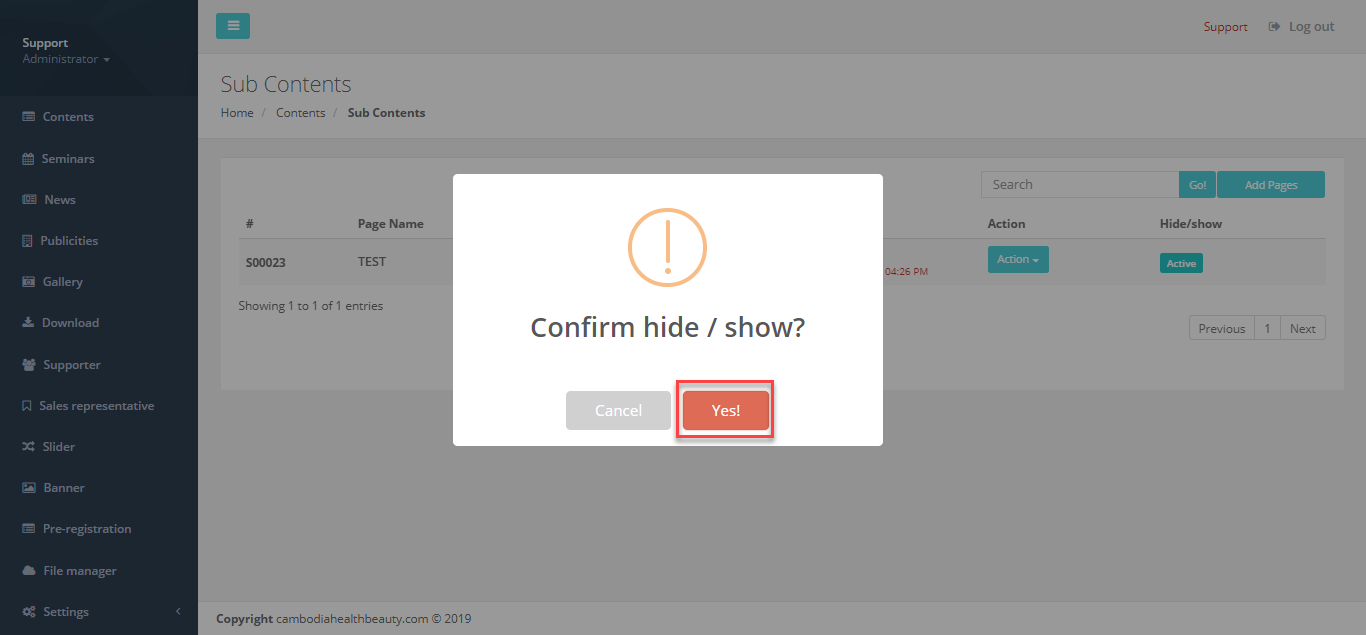 Support
Administrator
Contents
Seminars
News
Publicities
Gallery
Download
Supporter
Sales representative
Slider
Banner
Pre-registration
File manager
Settings
Support Log out
Sub Contents
Home / Contents / Sub Contents
Search Go! Add Pages
# Page Name Action Hide/show
S00023 TEST 04:26 PM Action Active
Showing 1 to 1 of 1 entries
Previous 1 Next
Confirm hide / show?
Cancel Yes!
Copyright cambodiahealthbeauty.com © 2019